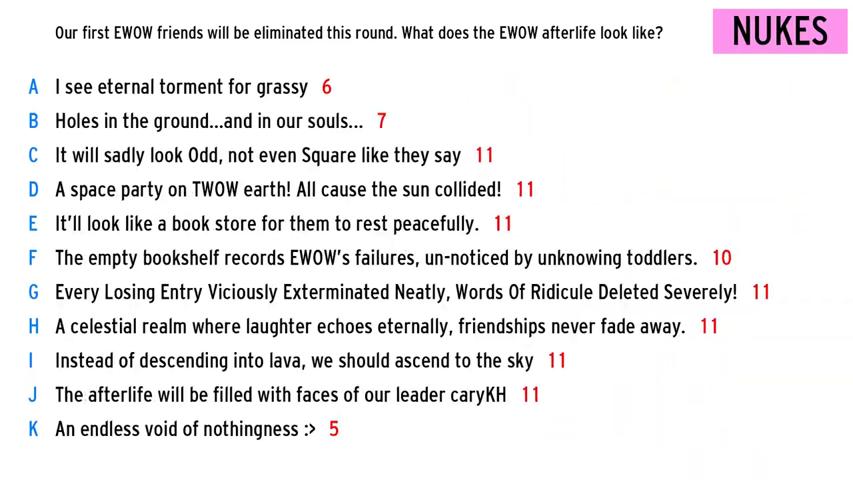 Our first EWOW friends will be eliminated this round. What does the EWOW afterlife look like?
NUKES
A I see eternal torment for grassy 6
B Holes in the ground...and in our souls... 7
C It will sadly look Odd, not even Square like they say 11
D A space party on TWOW earth! All cause the sun collided! 11
E It'll look like a book store for them to rest peacefully. 11
F The empty bookshelf records EWOW's failures, un-noticed by unknowing toddlers. 10
G Every Losing Entry Viciously Exterminated Neatly, Words Of Ridicule Deleted Severely! 11
H A celestial realm where laughter echoes eternally, friendships never fade away. 11
I Instead of descending into lava, we should ascend to the sky 11
J The afterlife will be filled with faces of our leader caryKH 11
K An endless void of nothingness :> 5